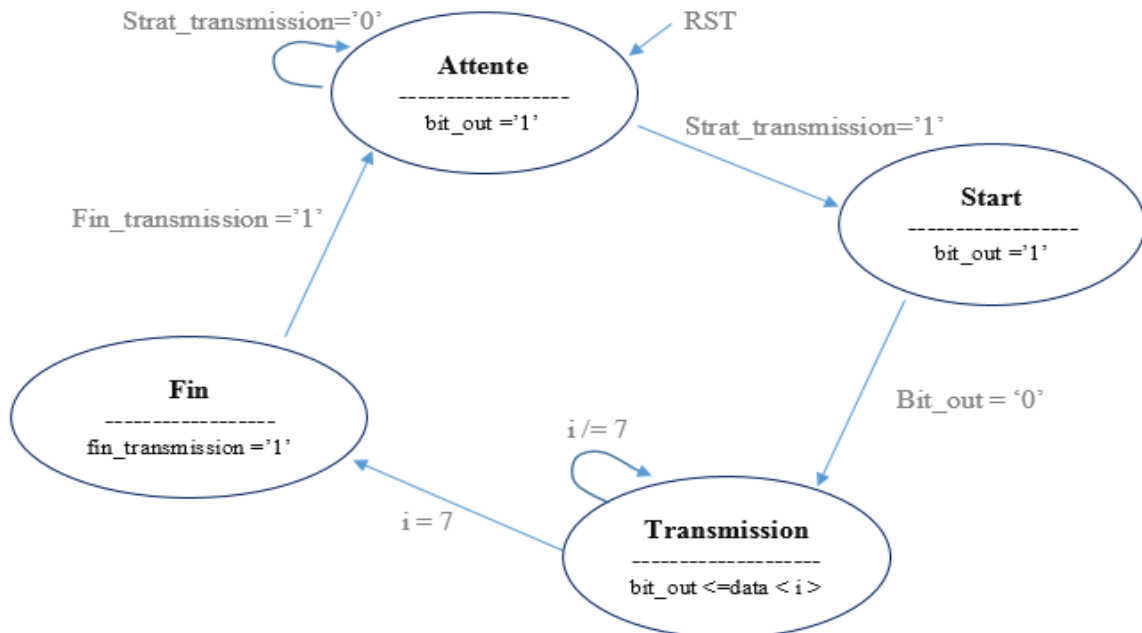 Strat_transmission=’0’
RST
Attente
------------------
bit_out =’1’
Strat_transmission=’1’
Start
------------------
bit_out =’1’
Fin_transmission =’1’
Fin
------------------
fin_transmission =’1’
Bit_out = ‘0’
i /= 7
i = 7
Transmission
--------------------
bit_out <=data < i >